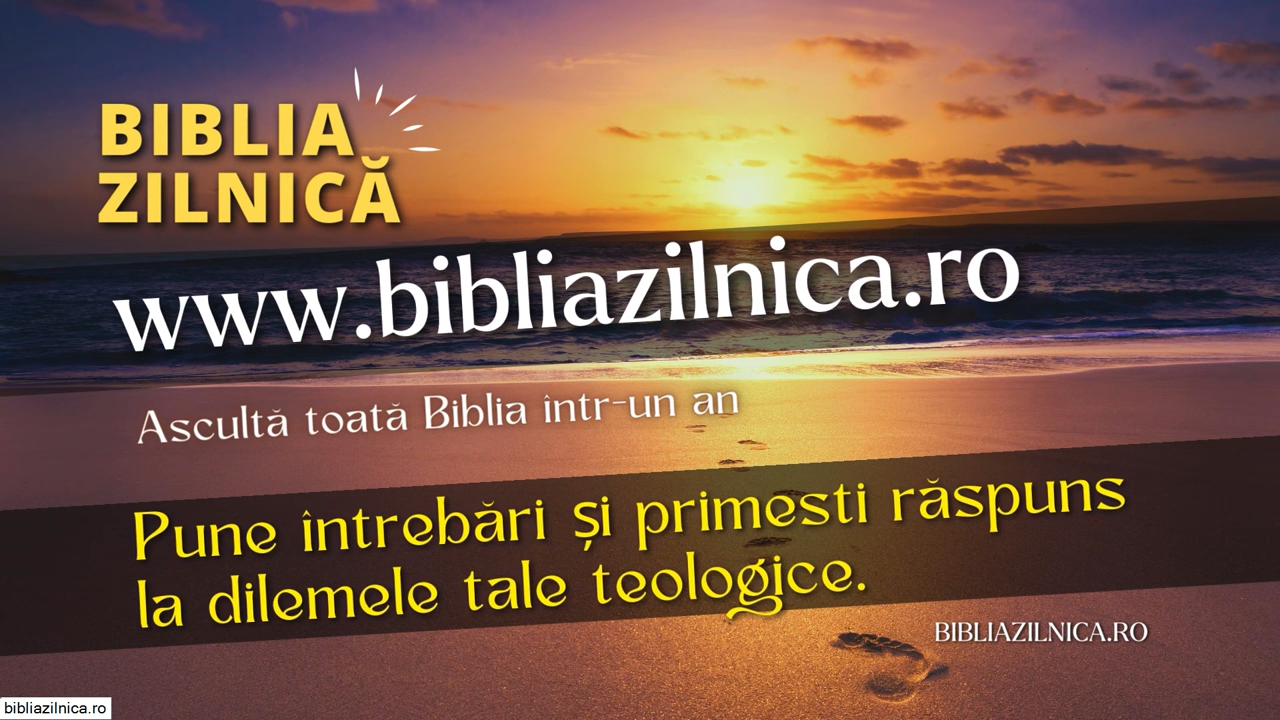 BIBLIA
ZILNICĂ
www.bibliazilnica.ro
Ascultă toată Biblia într-un an
Pune întrebări și primesti răspuns
la dilemele tale teologice.
BIBLIAZILNICA.RO
bibliazilnica.ro